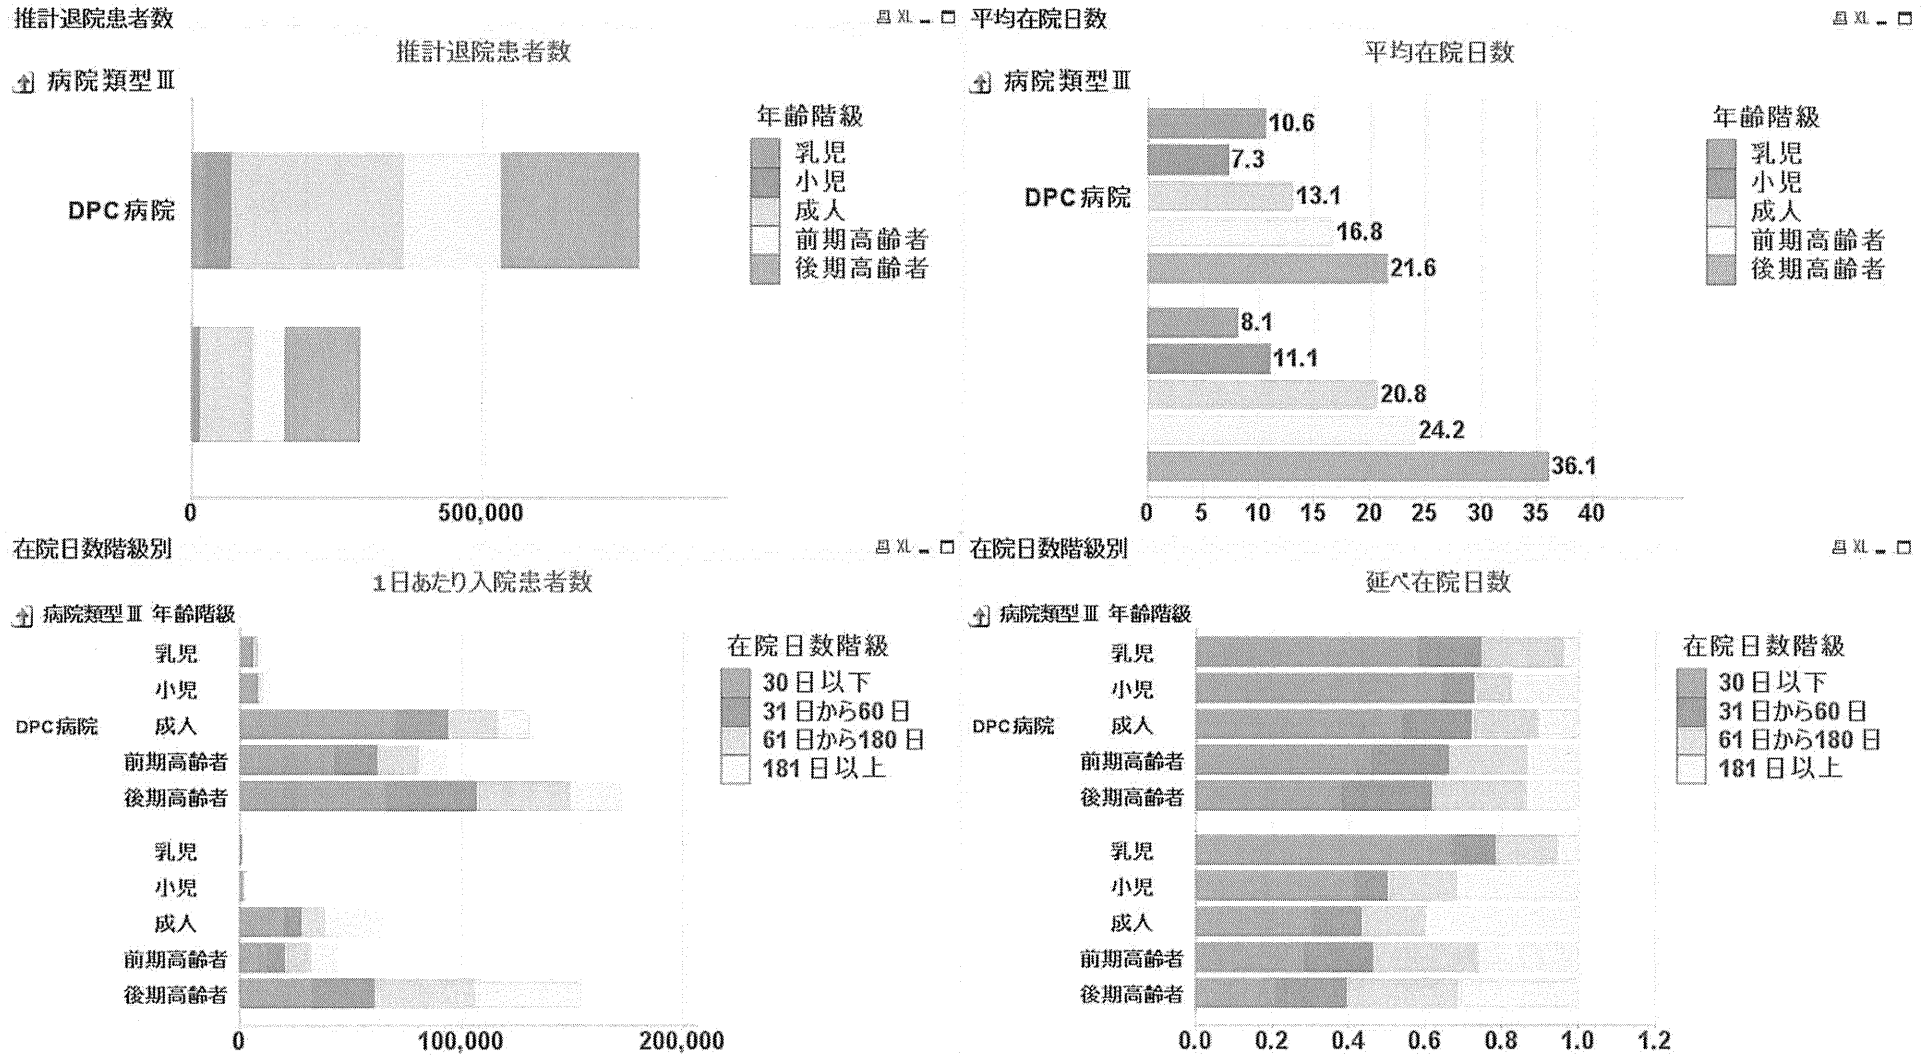 推計退院患者数 XL
推計退院患者数
病院類型Ⅲ
年齢階級
乳児
小児
成人
前期高齢者
後期高齢者
DPC病院
0 500,000
平均在院日数 XL
平均在院日数
病院類型Ⅲ
年齢階級
乳児
小児
成人
前期高齢者
後期高齢者
DPC病院
10.6
7.3
13.1
16.8
21.6
8.1
11.1
20.8
24.2
36.1
0 5 10 15 20 25 30 35 40
在院日数階級別 XL
1日あたり入院患者数
病院類型Ⅲ 年齢階級
在院日数階級
30日以下
31日から60日
61日から180日
181日以上
乳児
小児
DPC病院 成人
前期高齢者
後期高齢者
乳児
小児
成人
前期高齢者
後期高齢者
0 100,000 200,000
在院日数階級別 XL
延べ在院日数
病院類型Ⅲ 年齢階級
在院日数階級
30日以下
31日から60日
61日から180日
181日以上
乳児
小児
DPC病院 成人
前期高齢者
後期高齢者
乳児
小児
成人
前期高齢者
後期高齢者
0.0 0.2 0.4 0.6 0.8 1.0 1.2